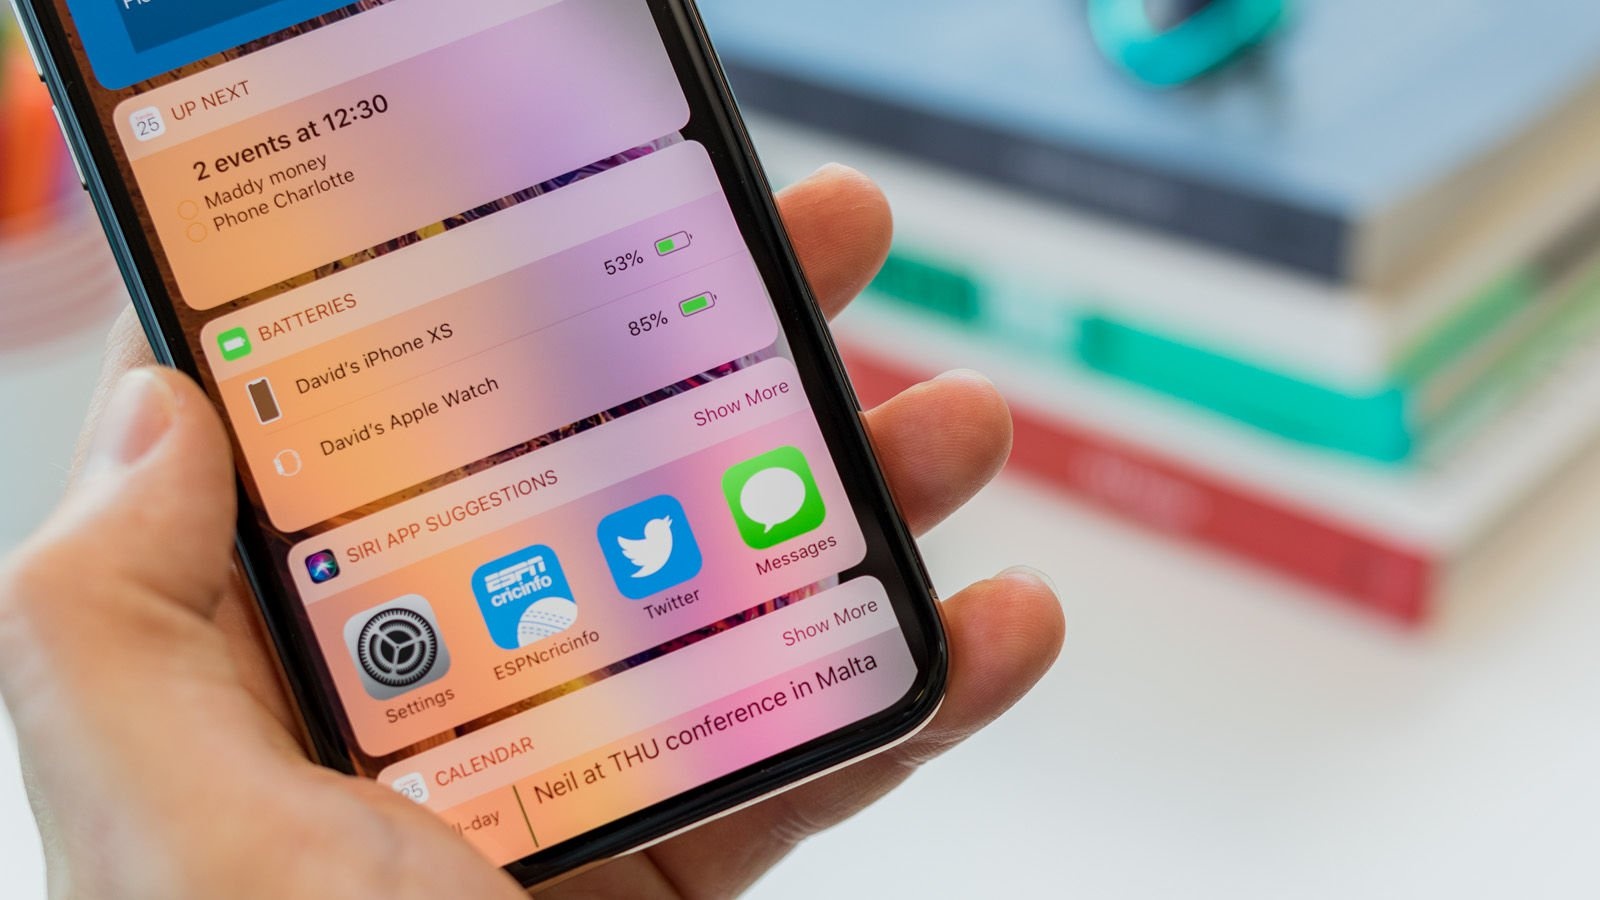 UP NEXT
25
2 events at 12:30
Maddy money
Phone Charlotte
BATTERIES
David's iPhone XS 53%
David's Apple Watch 85%
SIRI APP SUGGESTIONS Show More
ESPN
cricinfo
Settings ESPNcricinfo Twitter Messages
CALENDAR Show More
25
Neil at THU conference in Malta